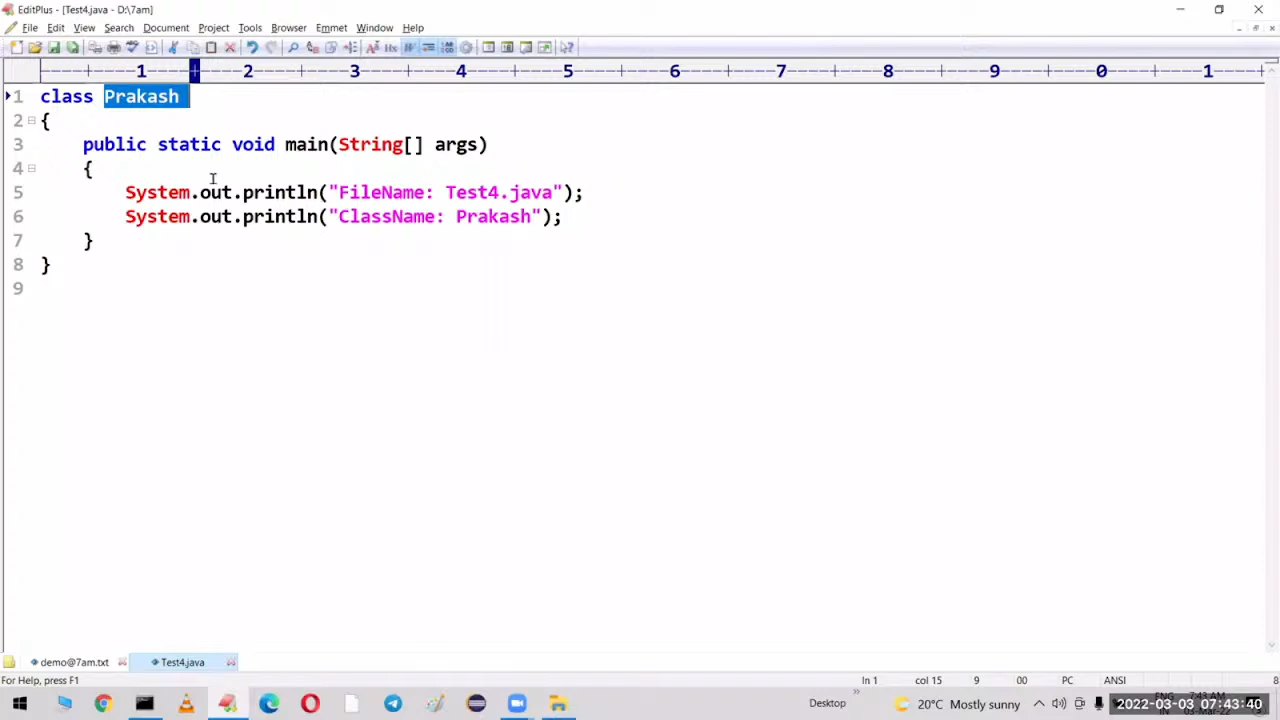 EditPlus - [Test4.java - D:\7am]
File Edit View Search Document Project Tools Browser Emmet Window Help
----+----1----+----2----+----3----+----4----+----5----+----6----+----7----+----8----+----9----+----0----+----1----+
1 class Prakash
2 {
3 public static void main(String[] args)
4 {
5 System.out.println("FileName: Test4.java");
6 System.out.println("ClassName: Prakash");
7 }
8 }
9
demo@7am.txt Test4.java
For Help, press F1 ln 1 col 15 9 00 PC ANSI 8
Desktop 20°C Mostly sunny ENG IN 2022-03-03 07:43:40